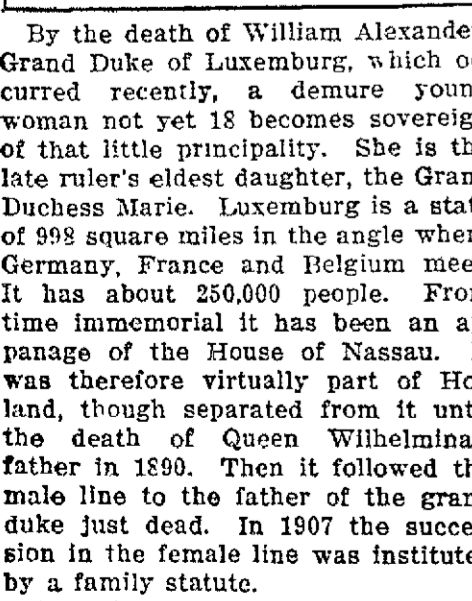 By the death of William Alexande
Grand Duke of Luxemburg, which o
curred recently, a demure youn
woman not yet 18 becomes sovereig
of that little principality. She is th
late ruler's eldest daughter, the Gran
Duchess Marie. Luxemburg is a stat
of 998 square miles in the angle wher
Germany, France and Belgium mee
It has about 250,000 people. Fro
time immemorial it has been an a
panage of the House of Nassau.
was therefore virtually part of Ho
land, though separated from it unt
the death of Queen Wilhelmina
father in 1890. Then it followed th
male line to the father of the gran
duke just dead. In 1907 the succe
sion in the female line was institute
by a family statute.